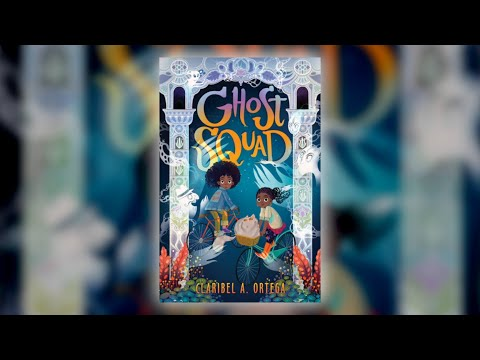 GHOST
SQUAD
CLARIBEL A. ORTEGA